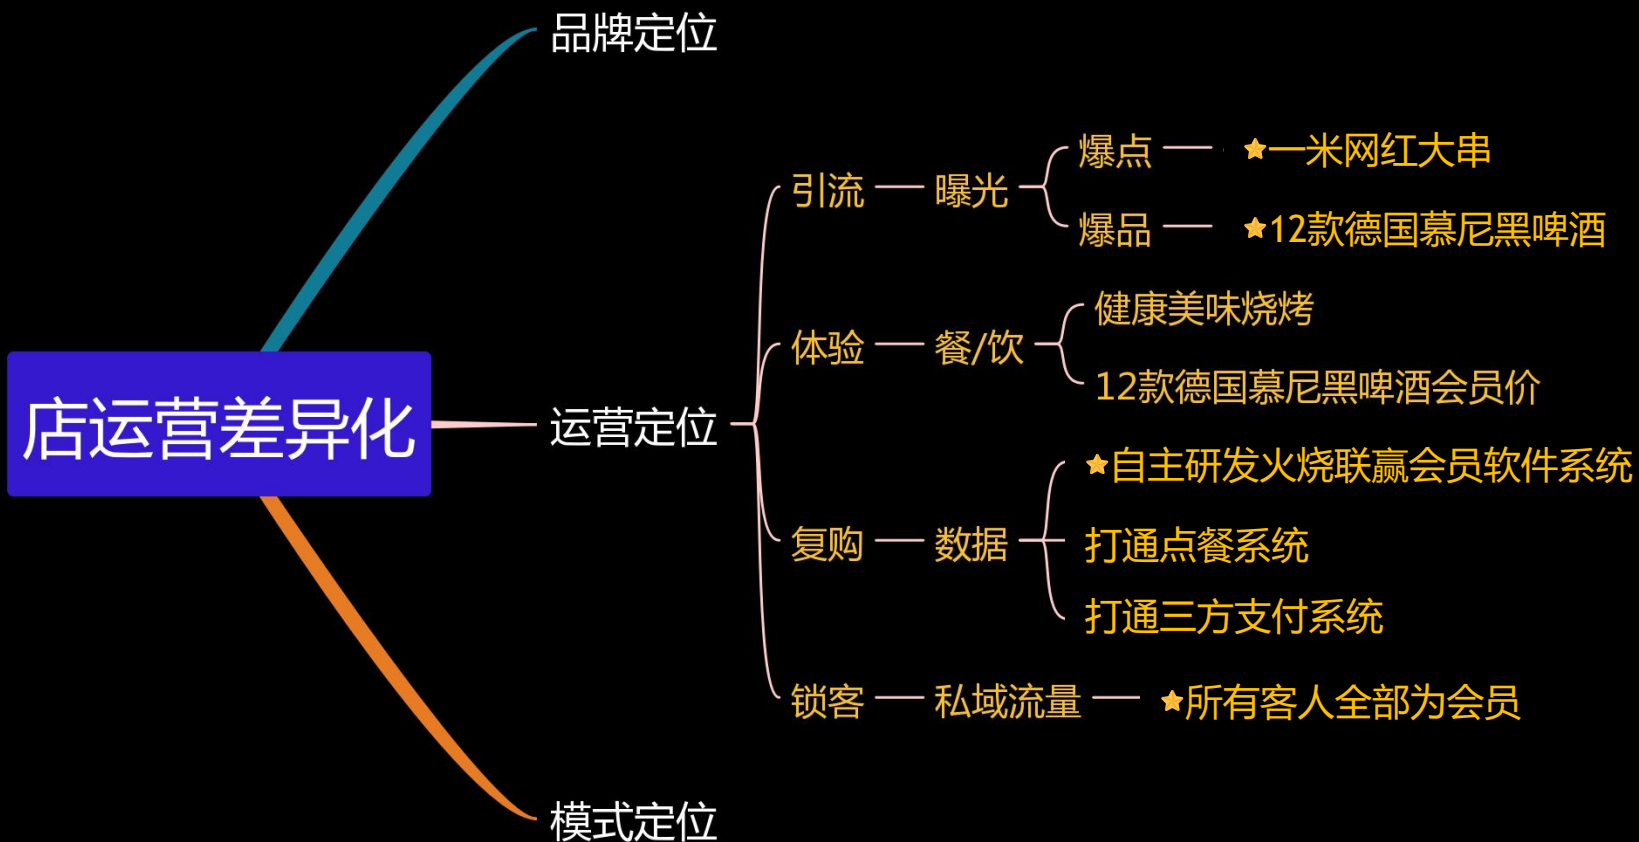 品牌定位
爆点
★一米网红大串
引流
曝光
爆品
★12款德国慕尼黑啤酒
健康美味烧烤
体验
餐/饮
12款德国慕尼黑啤酒会员价
店运营差异化
运营定位
★自主研发火烧联赢会员软件系统
复购
数据
打通点餐系统
打通三方支付系统
锁客
私域流量
★所有客人全部为会员
模式定位